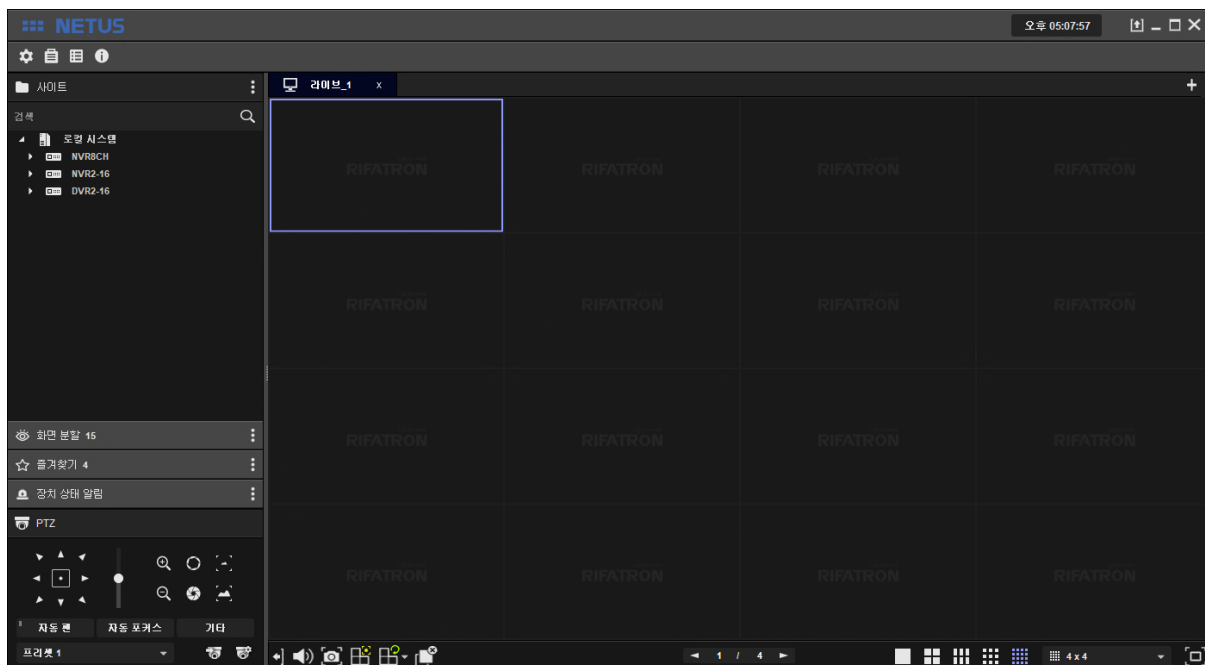 NETUS
오후 05:07:57
사이트
라이브_1 x
검색
로컬 시스템
NVR8CH
NVR2-16
DVR2-16
RIFATRON RIFATRON RIFATRON RIFATRON
RIFATRON RIFATRON RIFATRON RIFATRON
RIFATRON RIFATRON RIFATRON RIFATRON
RIFATRON RIFATRON RIFATRON RIFATRON
화면 분할 15
즐겨찾기 4
장치 상태 알림
PTZ
자동 팬 자동 포커스 기타
프리셋 1
1 / 4
4 x 4